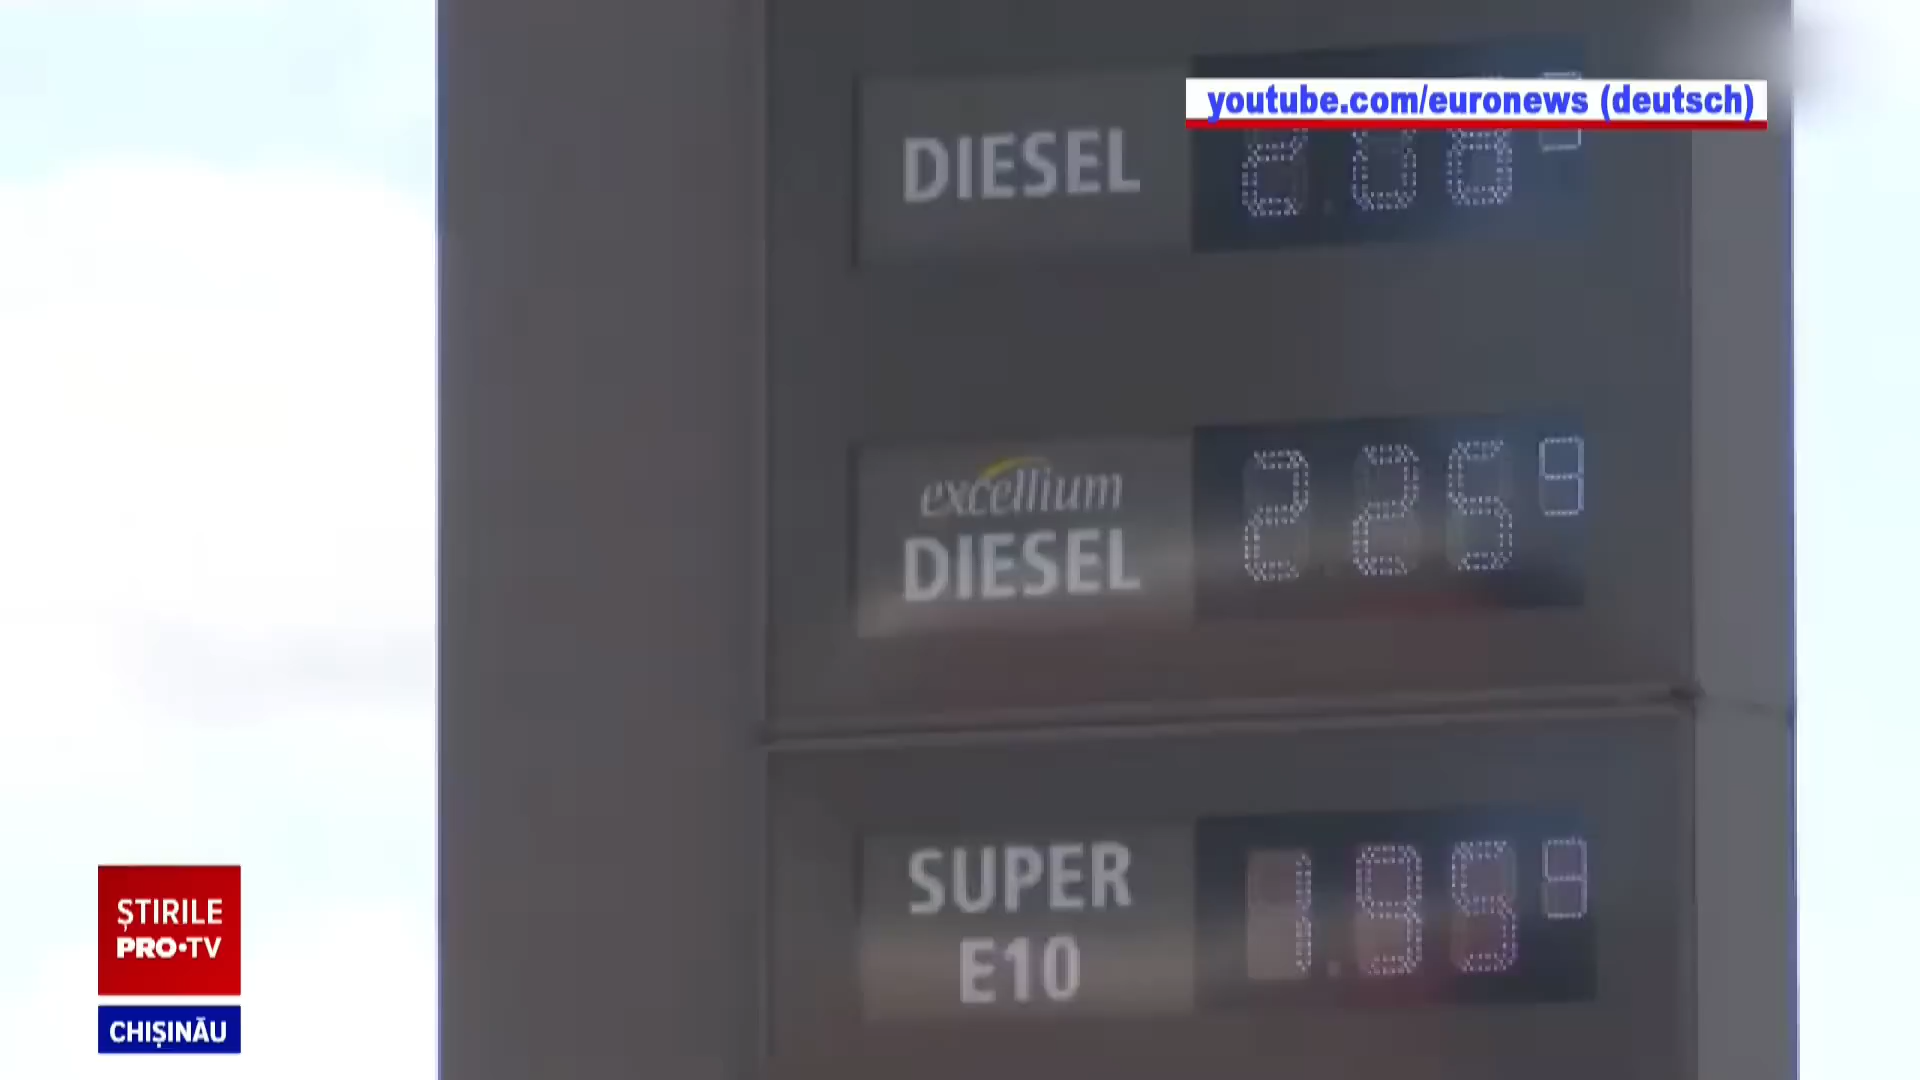 youtube.com/euronews (deutsch)
DIESEL
excellium
DIESEL
2.25 9
SUPER
E10
1.95 9
ȘTIRILE
PRO•TV
CHIȘINĂU